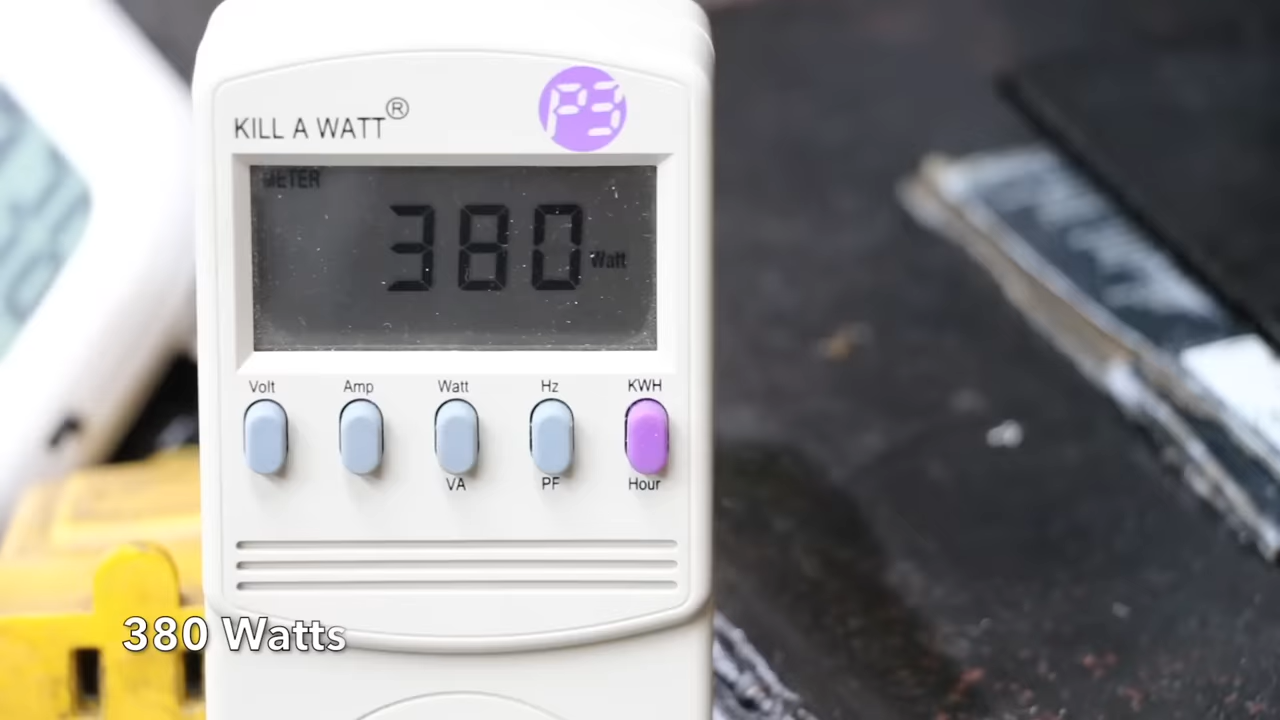 KILL A WATT®
P3
METER
380 Watt
Volt Amp Watt Hz KWH
VA PF Hour
380 Watts